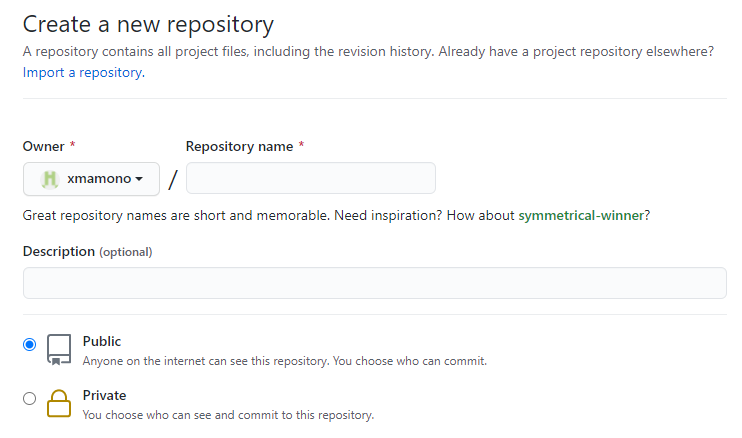 Create a new repository
A repository contains all project files, including the revision history. Already have a project repository elsewhere?
Import a repository.
Owner * Repository name *
xmamono /
Great repository names are short and memorable. Need inspiration? How about symmetrical-winner?
Description (optional)
Public
Anyone on the internet can see this repository. You choose who can commit.
Private
You choose who can see and commit to this repository.